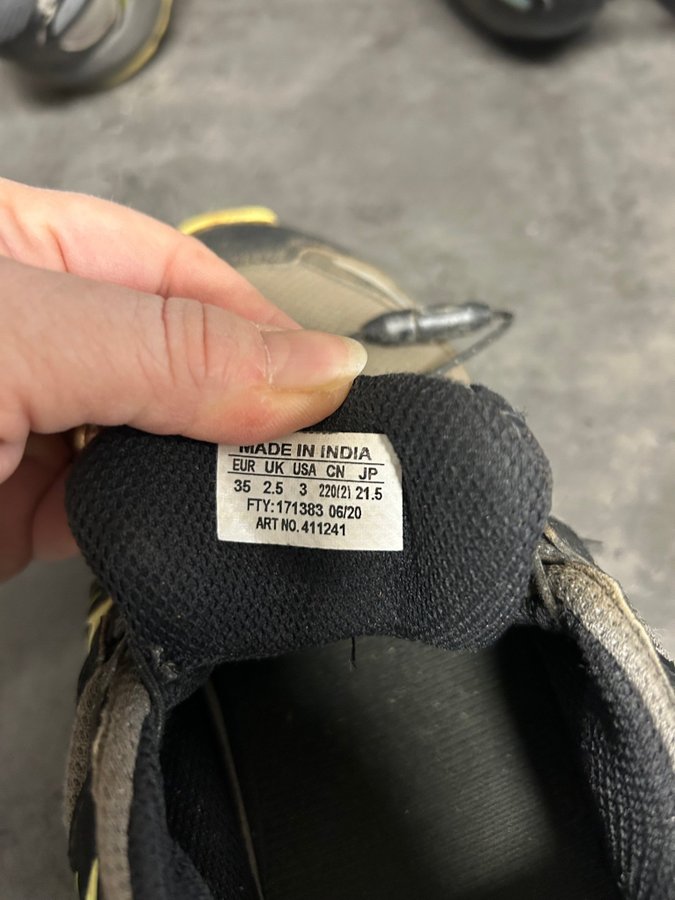 MADE IN INDIA
EUR UK USA CN JP
35 2.5 3 220(2) 21.5
FTY:171383 06/20
ART NO. 411241